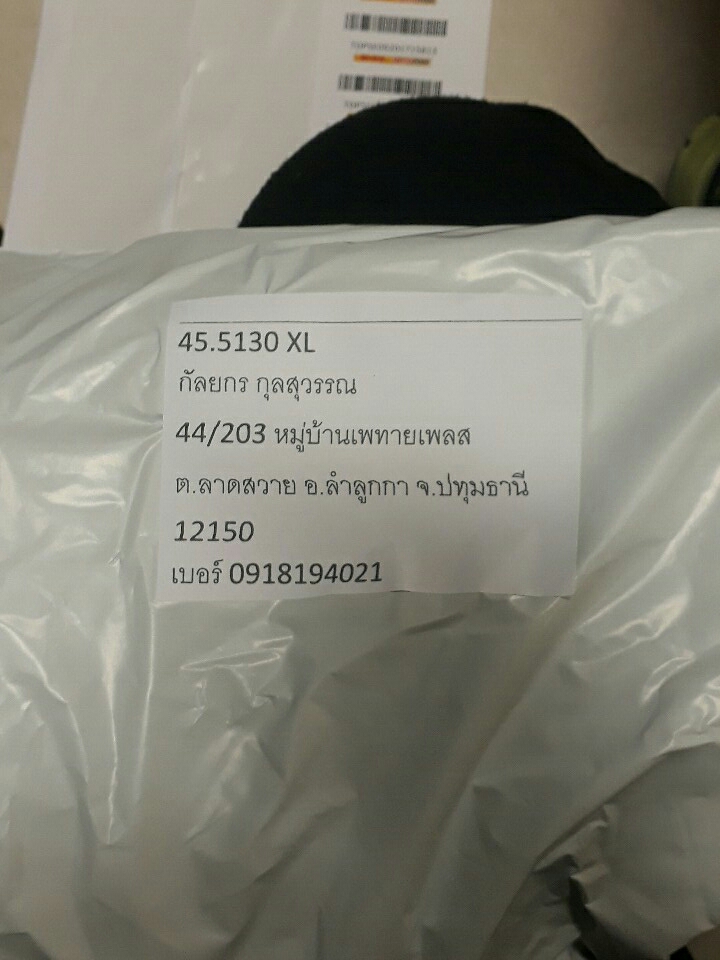 45.5130 XL
กัลยกร กุลสุวรรณ
44/203 หมู่บ้านเพทายเพลส
ต.ลาดสวาย อ.ลำลูกกา จ.ปทุมธานี
12150
เบอร์ 0918194021